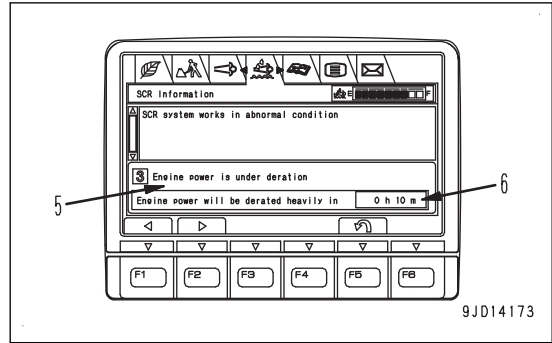 SCR Information
E F
SCR system works in abnormal condition
3 Engine power is under deration
Engine power will be derated heavily in 0 h 10 m
5
6
F1 F2 F3 F4 F5 F6
9JD14173